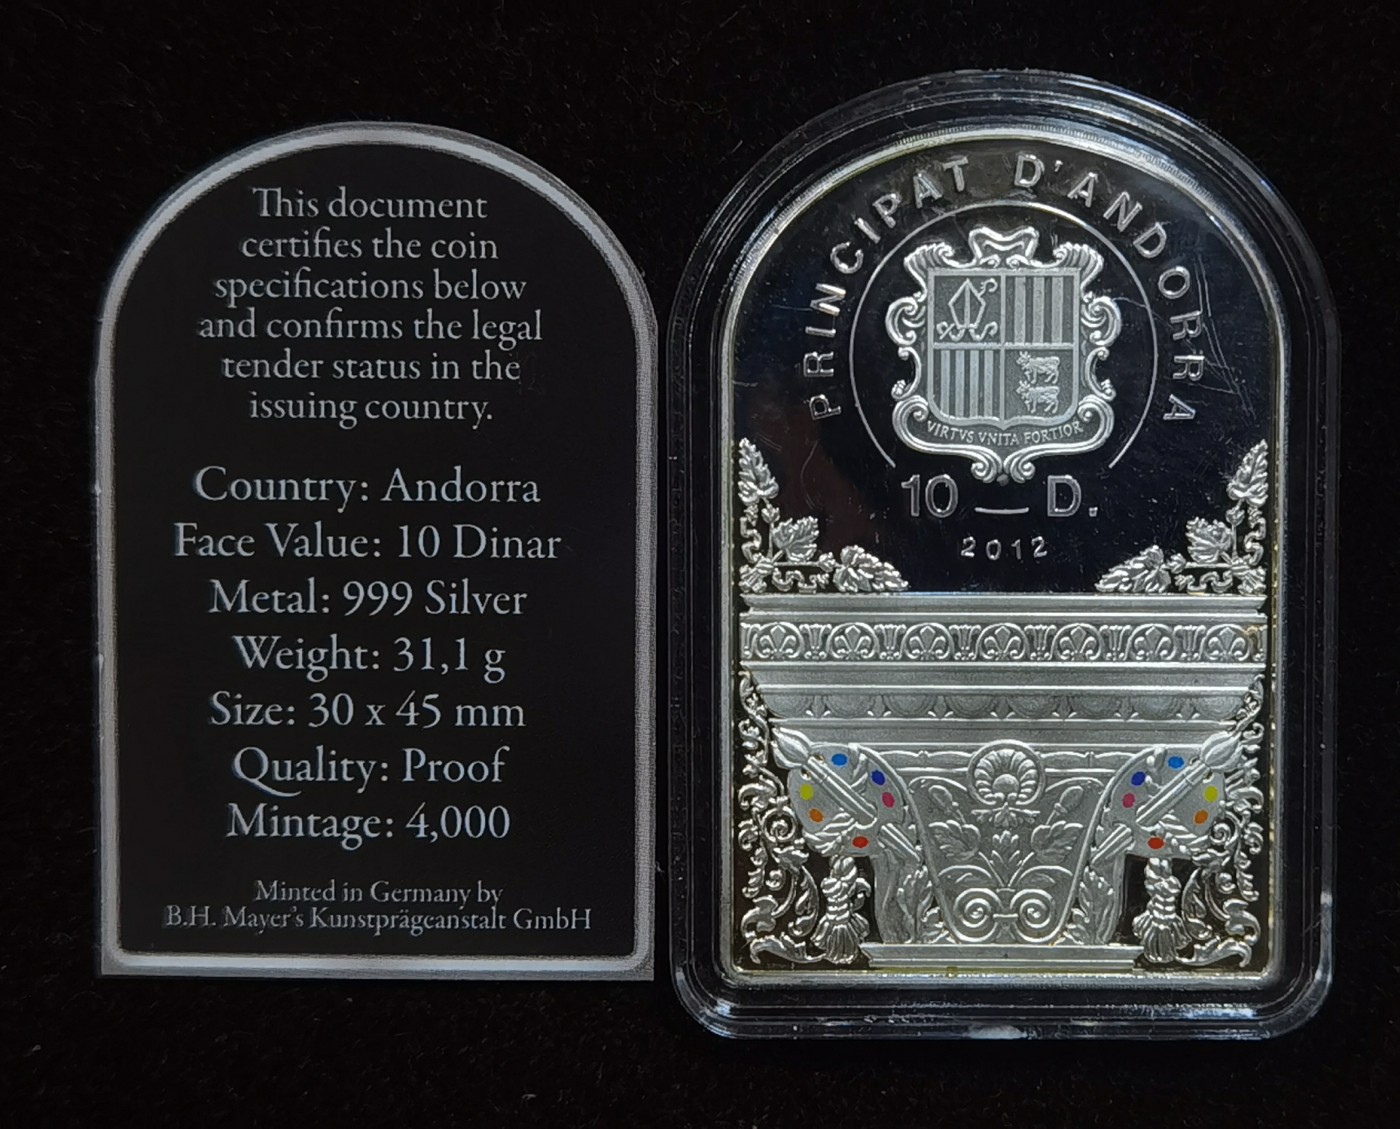 This document
certifies the coin
specifications below
and confirms the legal
tender status in the
issuing country.
Country: Andorra
Face Value: 10 Dinar
Metal: 999 Silver
Weight: 31,1 g
Size: 30 x 45 mm
Quality: Proof
Mintage: 4,000
Minted in Germany by
B.H. Mayer's Kunstprägeanstalt GmbH
PRINCIPAT D'ANDORRA
VIRTVS VNITA FORTIOR
10 D.
2012